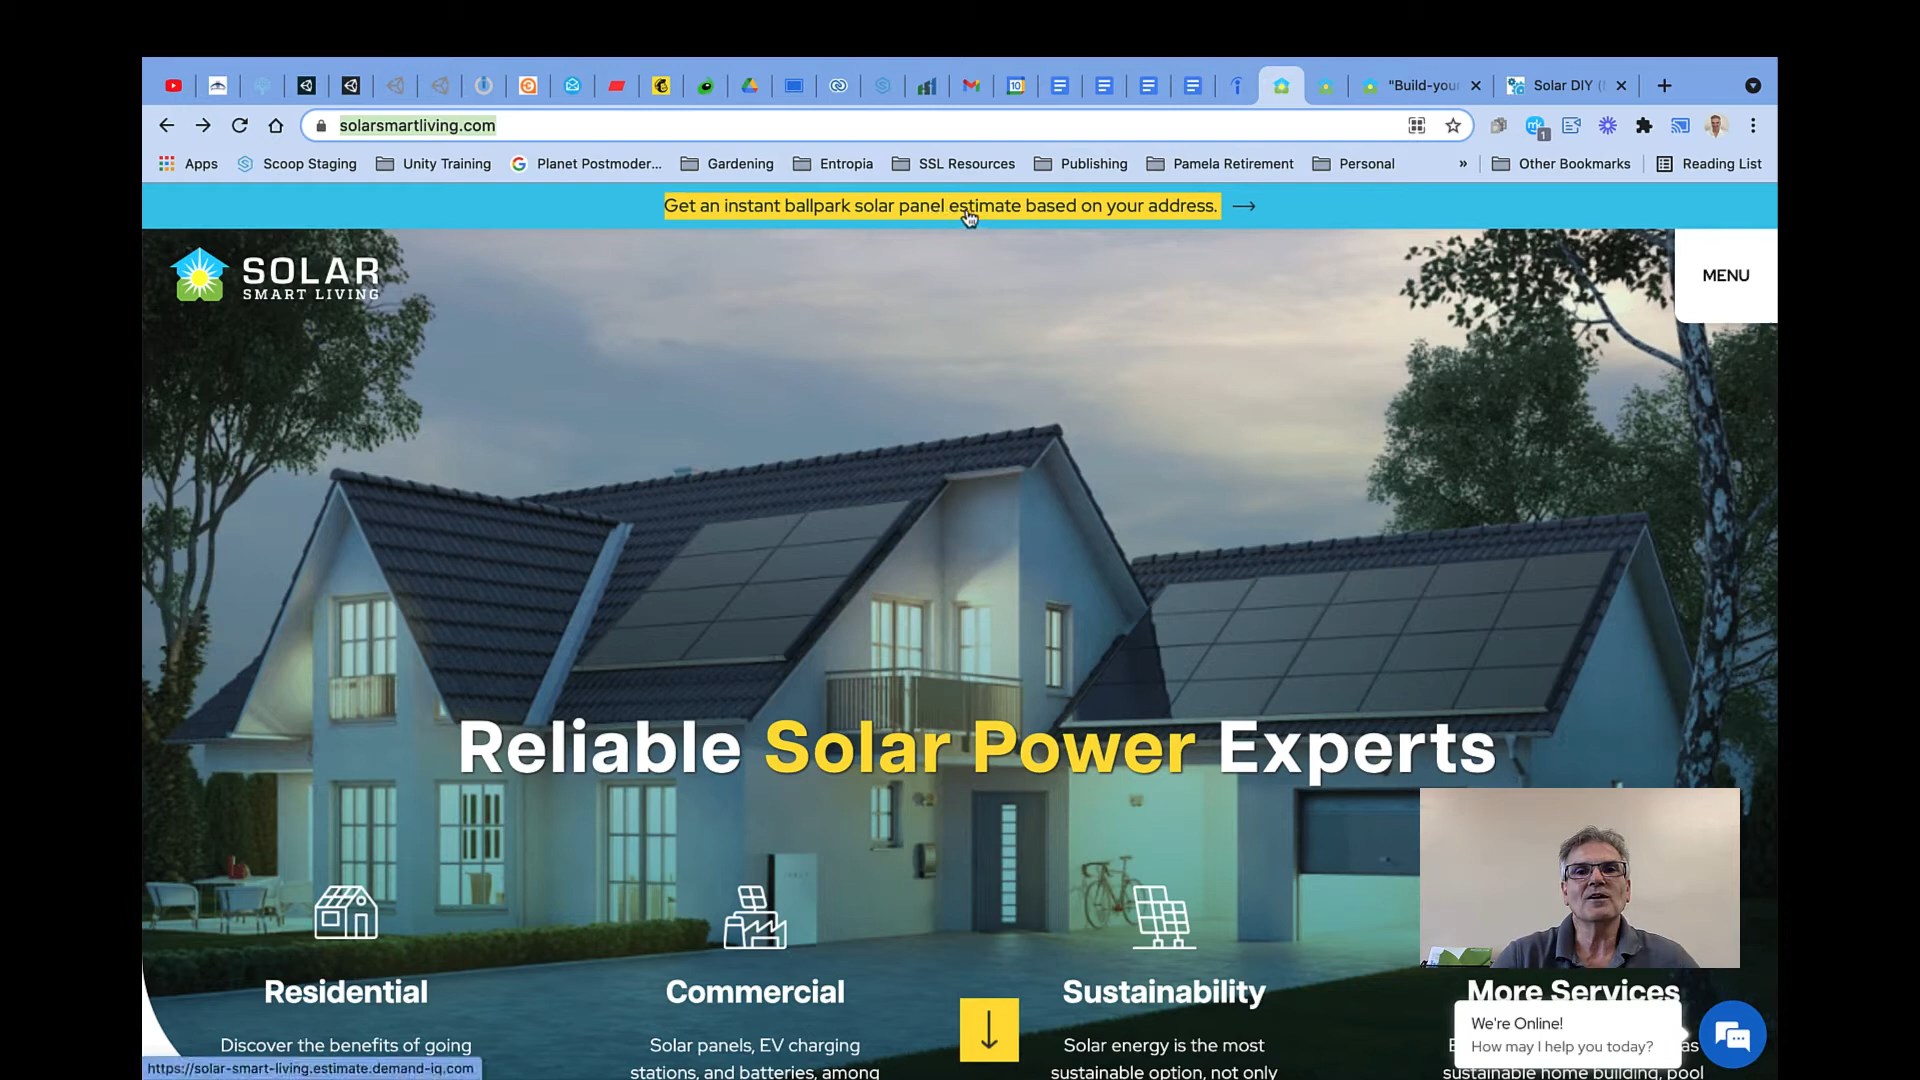 "Build-your
Solar DIY (
solarsmartliving.com
Apps
Scoop Staging
Unity Training
Planet Postmoder...
Gardening
Entropia
SSL Resources
Publishing
Pamela Retirement
Personal
»
Other Bookmarks
Reading List
Get an instant ballpark solar panel estimate based on your address.
SOLAR
SMART LIVING
MENU
Reliable Solar Power Experts
Residential
Commercial
Sustainability
More Services
Discover the benefits of going
Solar panels, EV charging
stations, and batteries, among
Solar energy is the most
sustainable option, not only
We're Online!
How may I help you today?
sustainable home building, pool
https://solar-smart-living.estimate.demand-iq.com